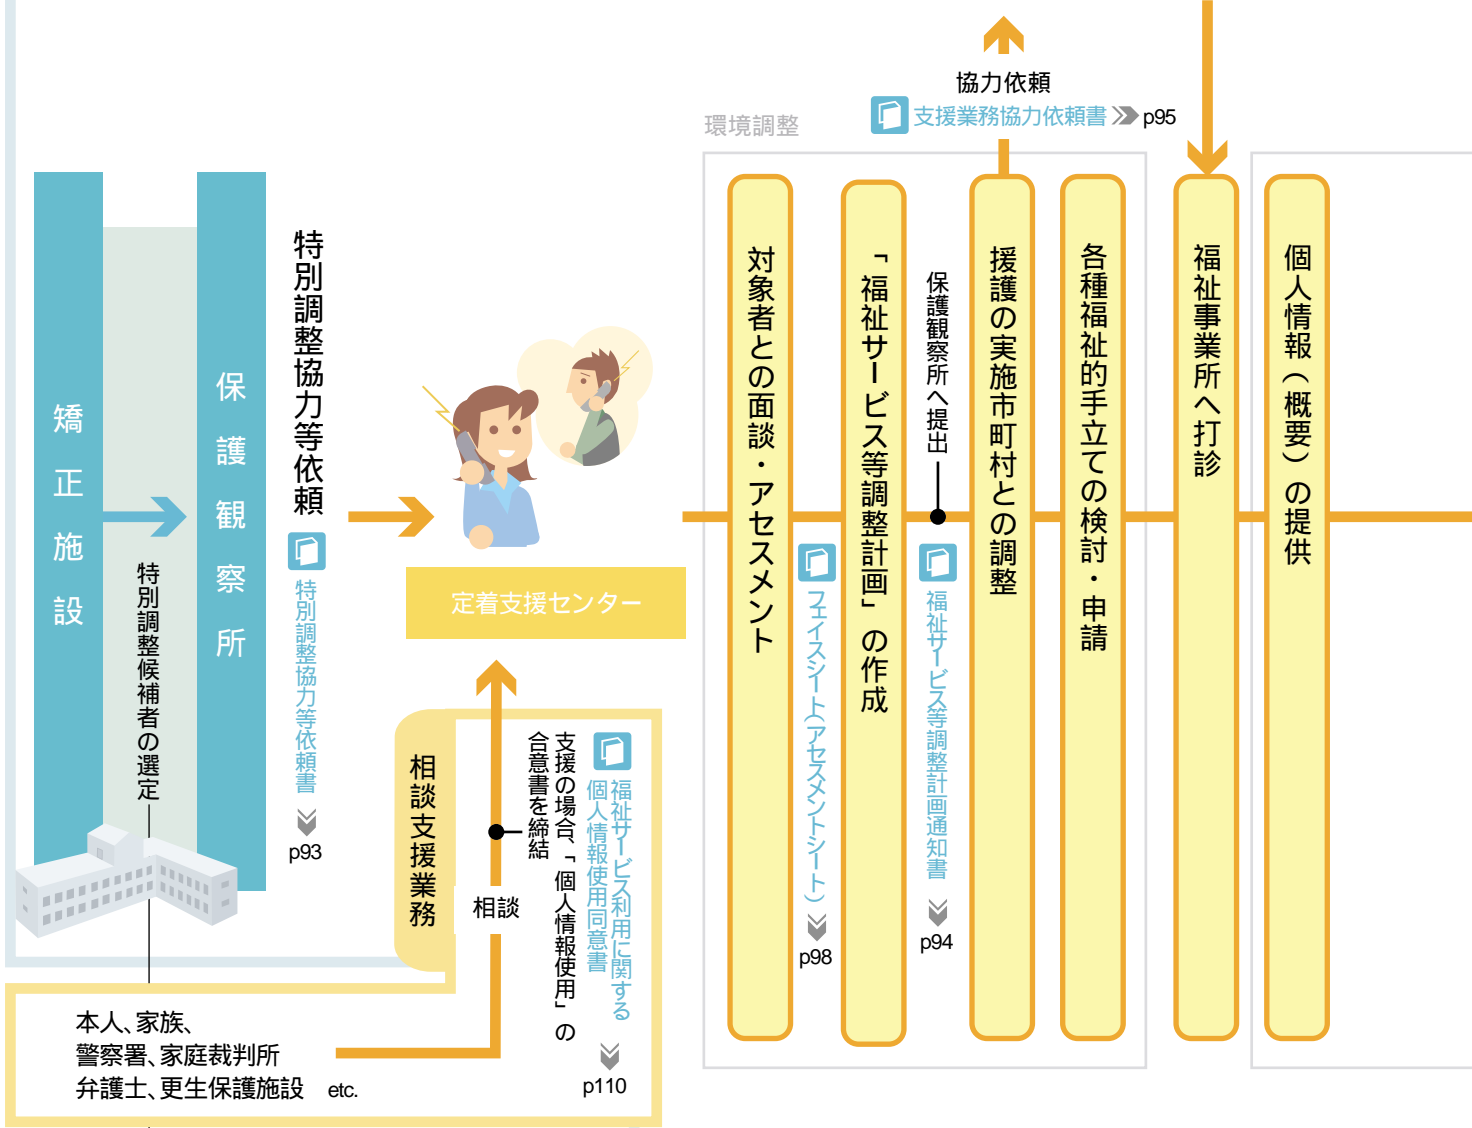 協力依頼
支援業務協力依頼書
p95
環境調整
矯正施設
特別調整候補者の選定
保護観察所
特別調整協力等依頼
特別調整協力等依頼書
p93
定着支援センター
対象者との面談・アセスメント
フェイスシート(アセスメントシート)
p98
「福祉サービス等調整計画」の作成
保護観察所へ提出
福祉サービス等調整計画通知書
p94
援護の実施市町村との調整
各種福祉的手立ての検討・申請
福祉事業所へ打診
個人情報(概要)の提供
相談支援業務
相談
支援の場合、「個人情報使用」の
合意書を締結
福祉サービス利用に関する
個人情報使用同意書
p110
本人、家族、
警察署、家庭裁判所
弁護士、更生保護施設 etc.